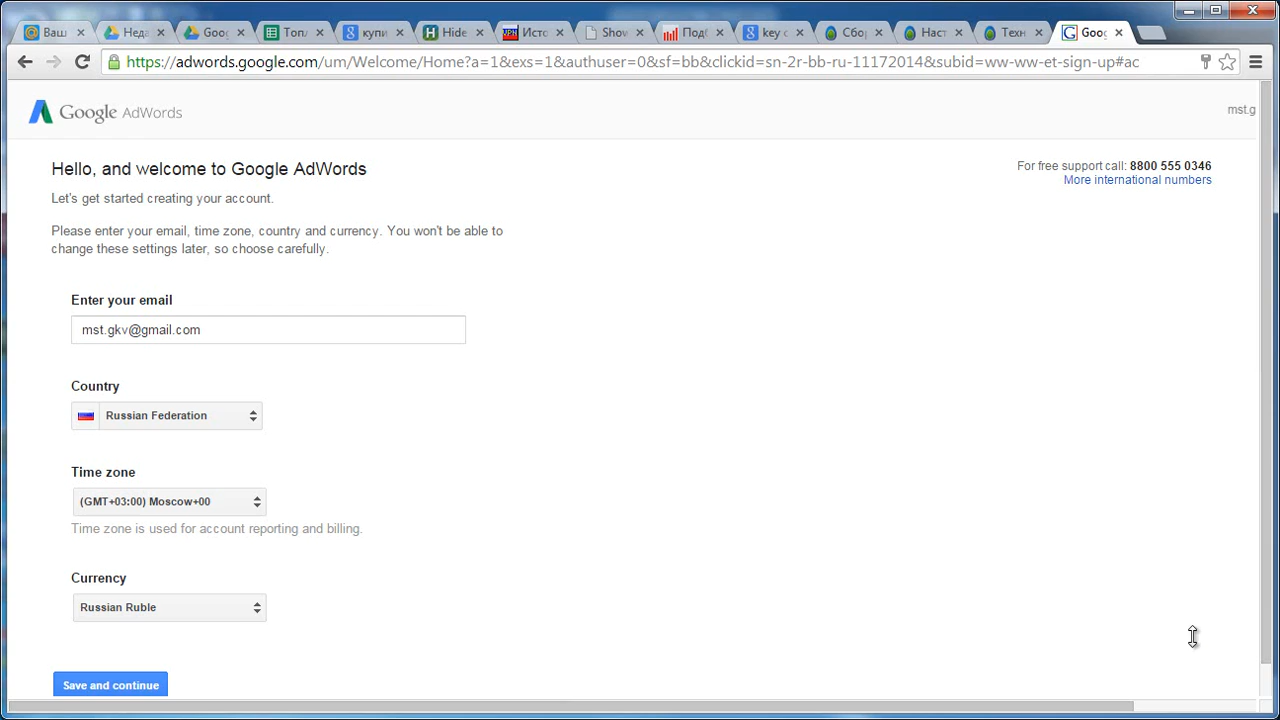 Ваш
Неда
Goog
Топл
купи
Hide
Исто
Show
Подб
key c
Сбор
Наст
Техн
Goog
https://adwords.google.com/um/Welcome/Home?a=1&exs=1&authuser=0&sf=bb&clickid=sn-2r-bb-ru-11172014&subid=ww-ww-et-sign-up#ac
Google AdWords
mst.g
Hello, and welcome to Google AdWords
For free support call: 8800 555 0346
More international numbers
Let's get started creating your account.
Please enter your email, time zone, country and currency. You won't be able to
change these settings later, so choose carefully.
Enter your email
mst.gkv@gmail.com
Country
Russian Federation
Time zone
(GMT+03:00) Moscow+00
Time zone is used for account reporting and billing.
Currency
Russian Ruble
Save and continue